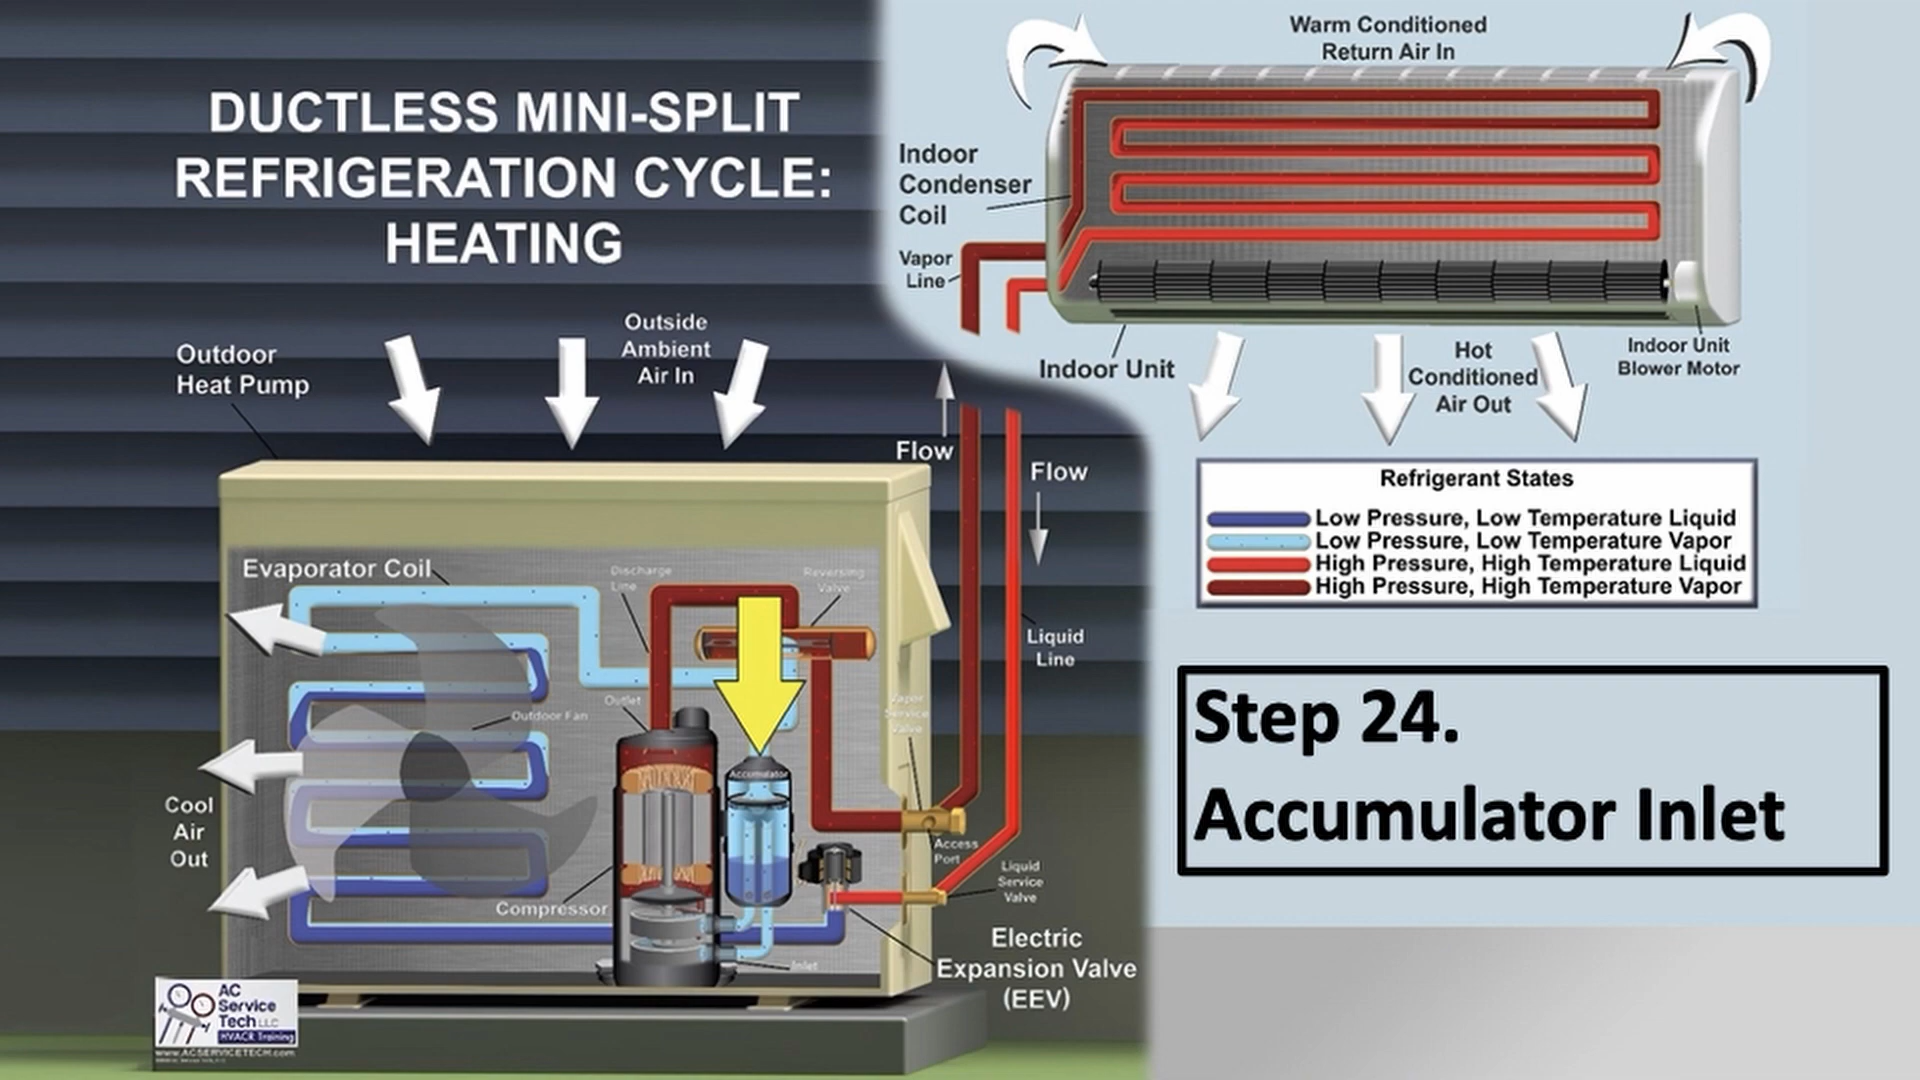 DUCTLESS MINI-SPLIT
REFRIGERATION CYCLE:
HEATING
Warm Conditioned
Return Air In
Indoor
Condenser
Coil
Vapor
Line
Indoor Unit
Hot
Conditioned
Air Out
Indoor Unit
Blower Motor
Outdoor
Heat Pump
Outside
Ambient
Air In
Flow
Flow
Refrigerant States
Low Pressure, Low Temperature Liquid
Low Pressure, Low Temperature Vapor
High Pressure, High Temperature Liquid
High Pressure, High Temperature Vapor
Evaporator Coil
Discharge
Line
Reversing
Valve
Liquid
Line
Outlet
Outdoor Fan
Vapor
Service
Valve
Accumulator
Cool
Air
Out
Access
Port
Liquid
Service
Valve
Compressor
Inlet
Electric
Expansion Valve
(EEV)
Step 24.
Accumulator Inlet
AC
Service
Tech LLC
HVACR Training
www.ACSERVICETECH.com